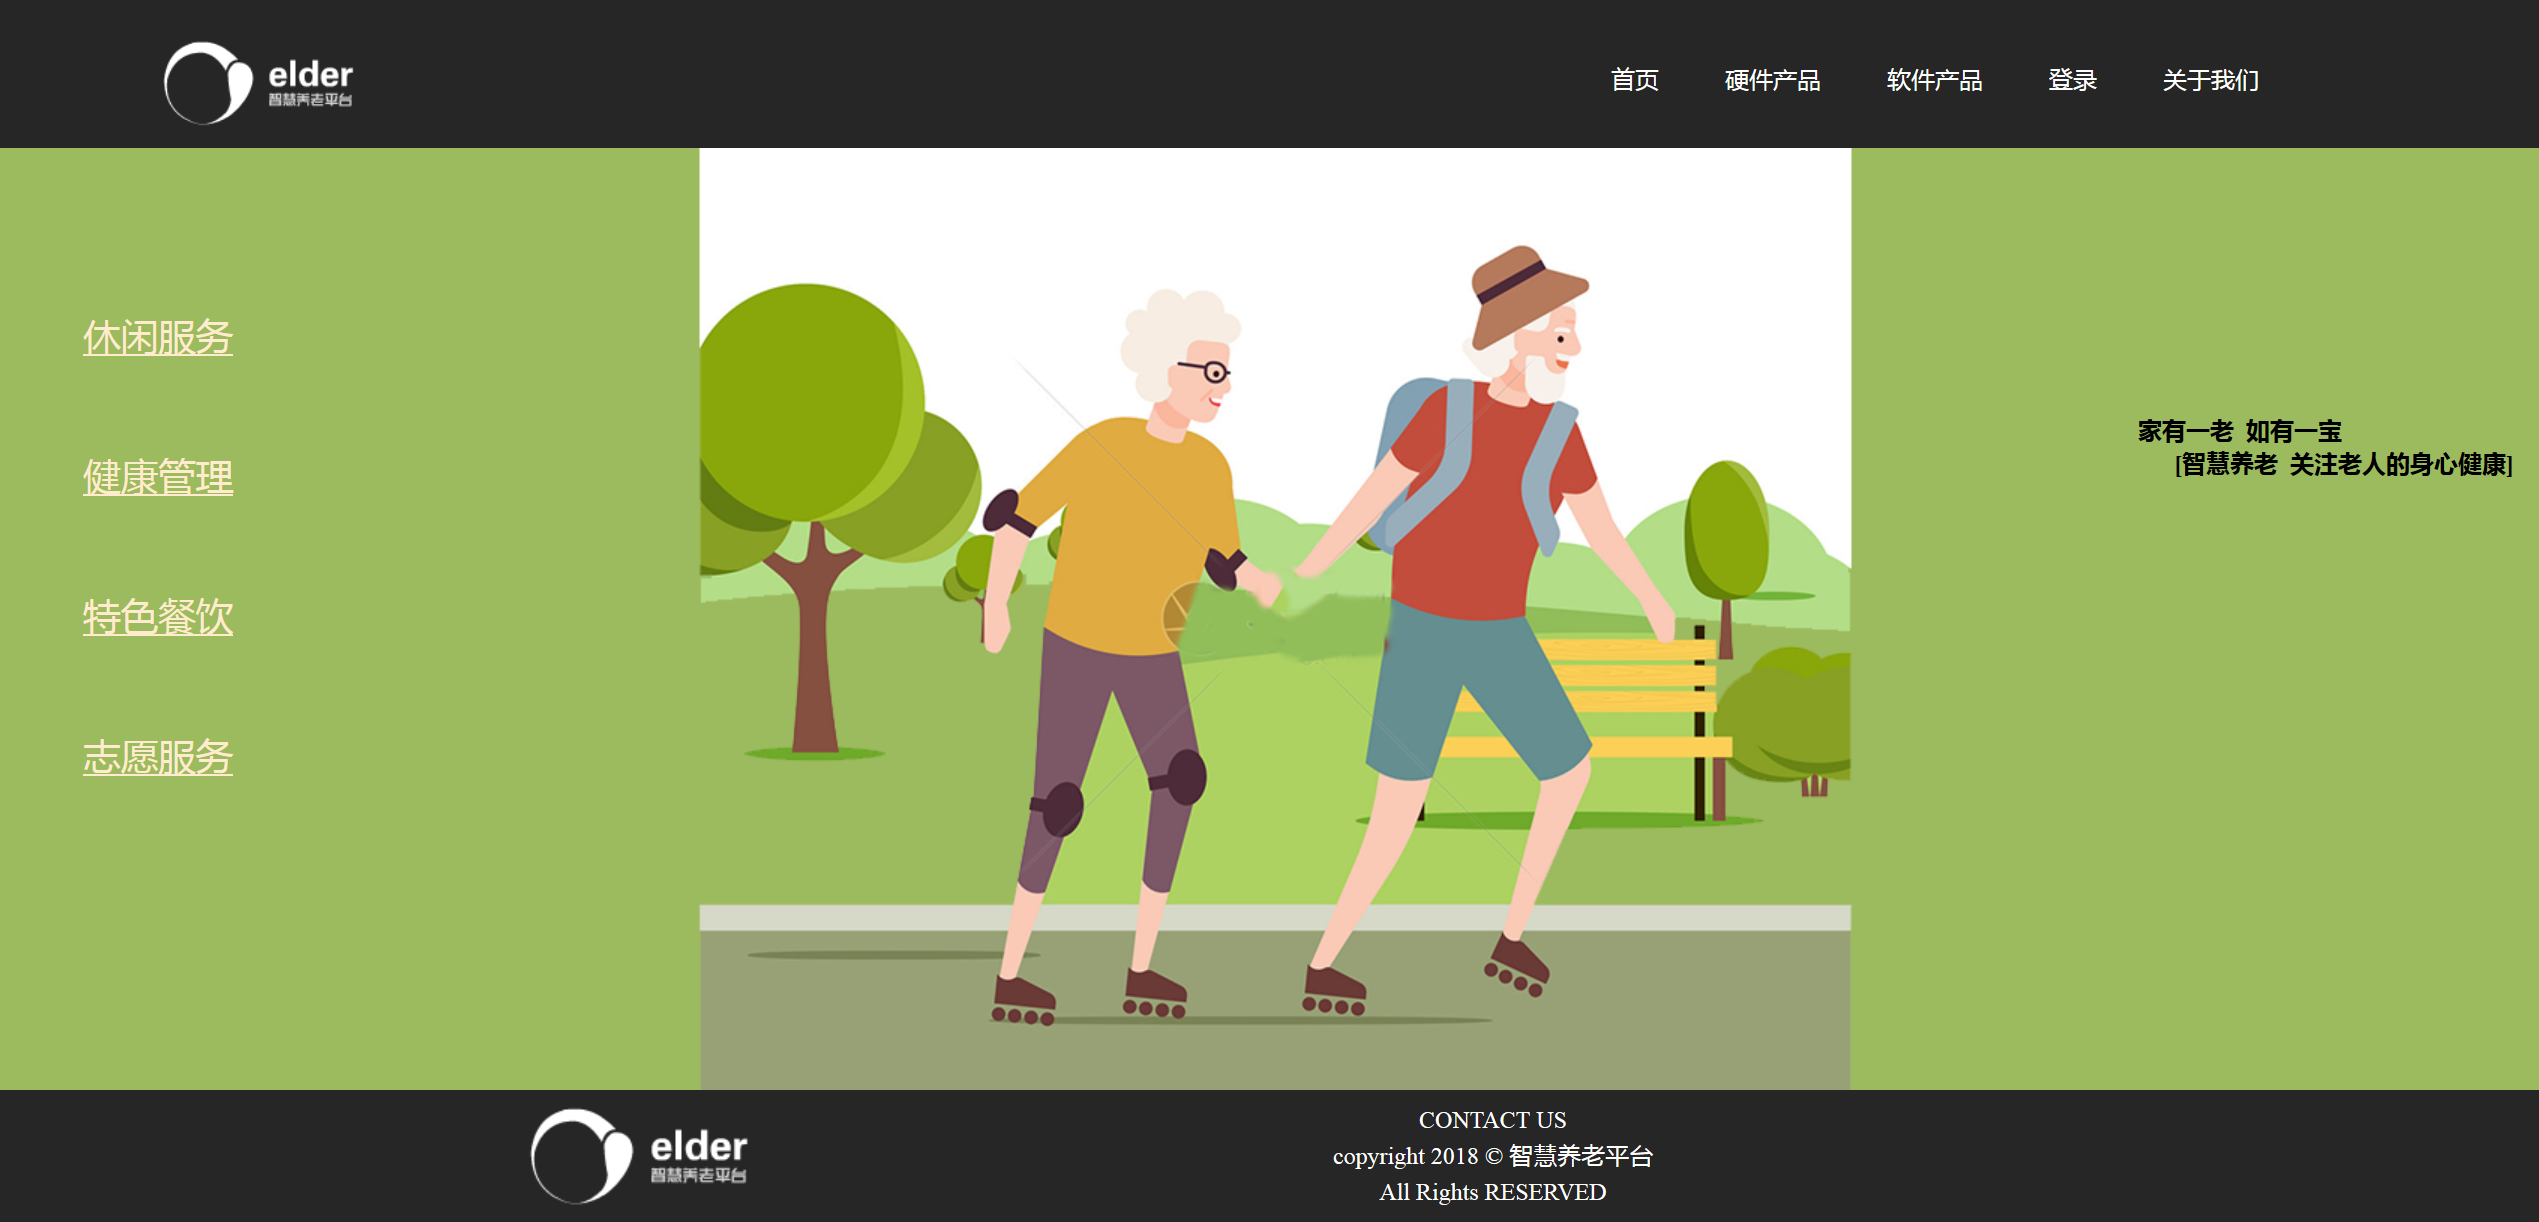 elder
智慧养老平台
首页 硬件产品 软件产品 登录 关于我们
休闲服务
健康管理
特色餐饮
志愿服务
家有一老 如有一宝
[智慧养老 关注老人的身心健康]
elder
智慧养老平台
CONTACT US
copyright 2018 © 智慧养老平台
All Rights RESERVED